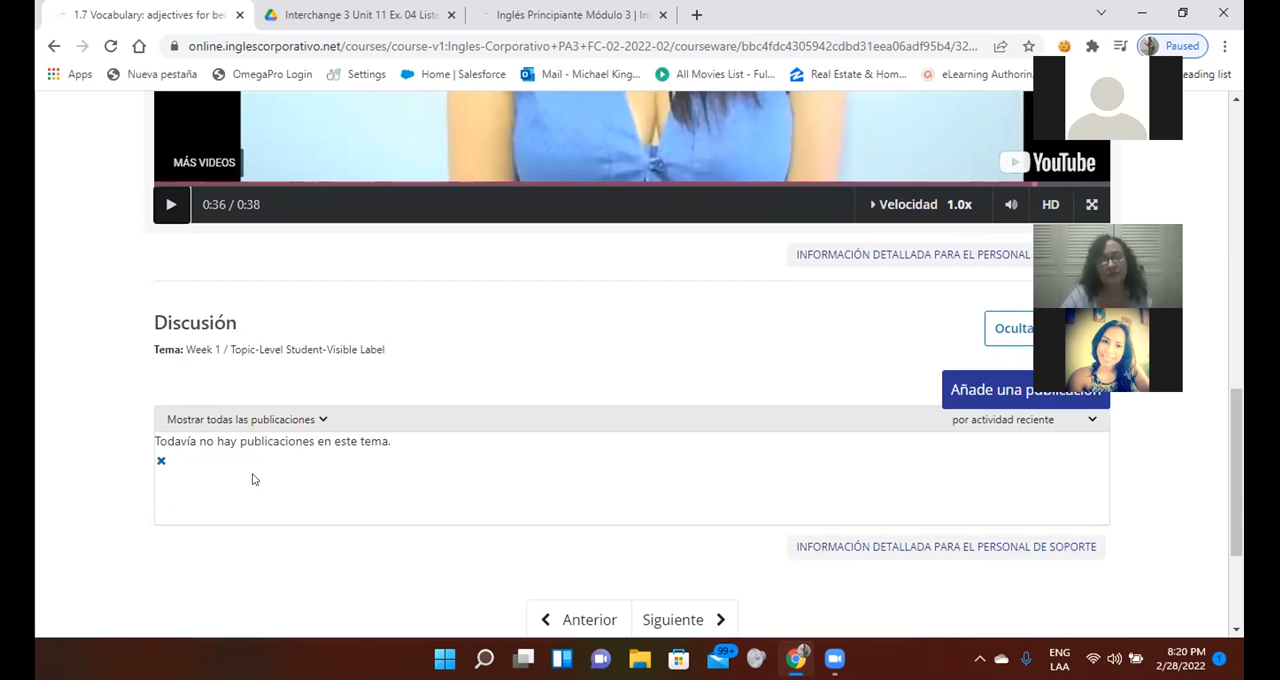 1.7 Vocabulary: adjectives for bei
Interchange 3 Unit 11 Ex. 04 Liste
Inglés Principiante Módulo 3 | In
online.inglescorporativo.net/courses/course-v1:Ingles-Corporativo+PA3+FC-02-2022-02/courseware/bbc4fdc4305942cdbd31eea06adf95b4/32...
Paused
Apps
Nueva pestaña
OmegaPro Login
Settings
Home | Salesforce
Mail - Michael King...
All Movies List - Ful...
Real Estate & Hom...
eLearning Authorin
eading list
MÁS VIDEOS
YouTube
0:36 / 0:38
Velocidad 1.0x
HD
INFORMACIÓN DETALLADA PARA EL PERSONAL
Discusión
Oculta
Tema: Week 1 / Topic-Level Student-Visible Label
Añade una publicación
Mostrar todas las publicaciones
por actividad reciente
Todavía no hay publicaciones en este tema.
INFORMACIÓN DETALLADA PARA EL PERSONAL DE SOPORTE
Anterior
Siguiente
99+
ENG
LAA
8:20 PM
2/28/2022
1